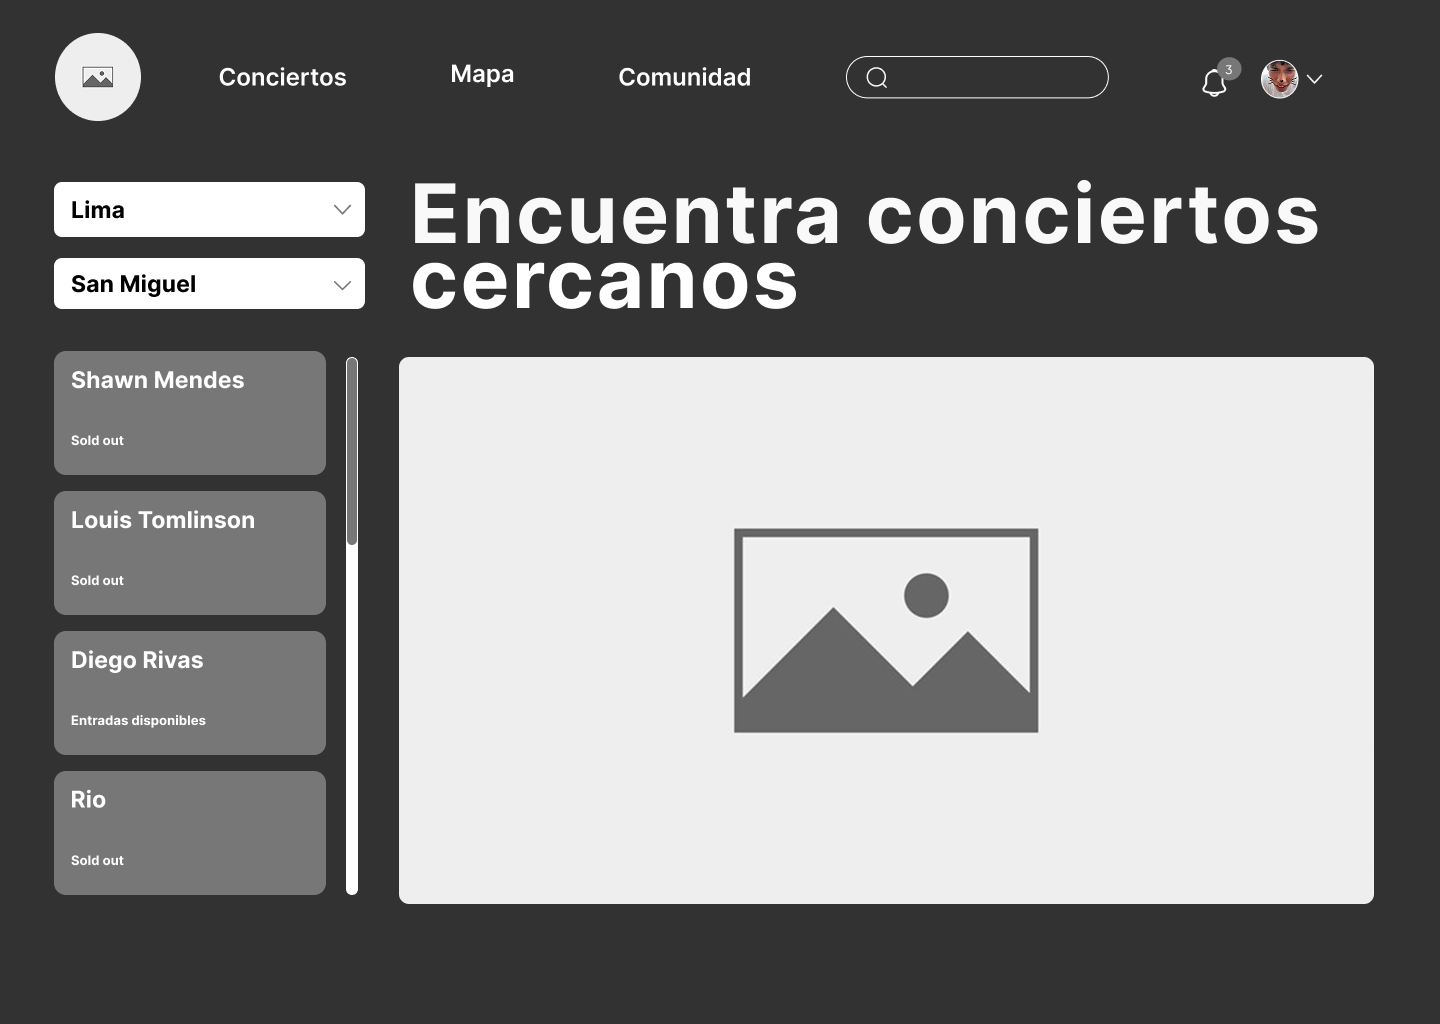 Conciertos
Mapa
Comunidad
3
Lima
San Miguel
Encuentra conciertos
cercanos
Shawn Mendes
Sold out
Louis Tomlinson
Sold out
Diego Rivas
Entradas disponibles
Rio
Sold out